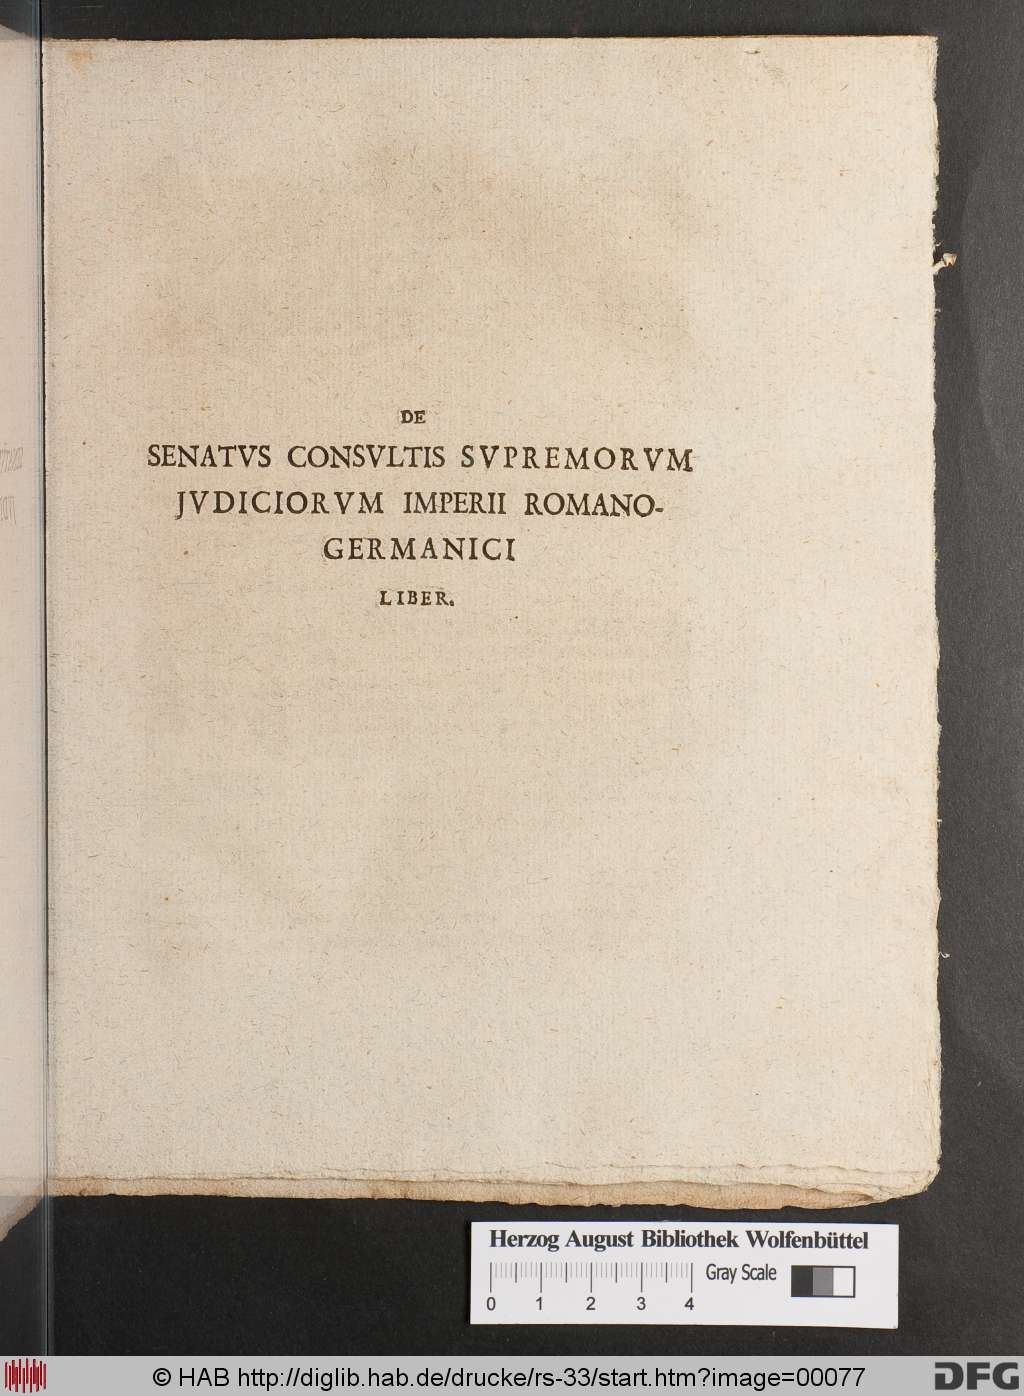 DE
SENATVS CONSVLTIS SVPREMORVM
JVDICIORVM IMPERII ROMANO-
GERMANICI
LIBER.
Herzog August Bibliothek Wolfenbüttel
Gray Scale
0 1 2 3 4
© HAB http://diglib.hab.de/drucke/rs-33/start.htm?image=00077
DFG